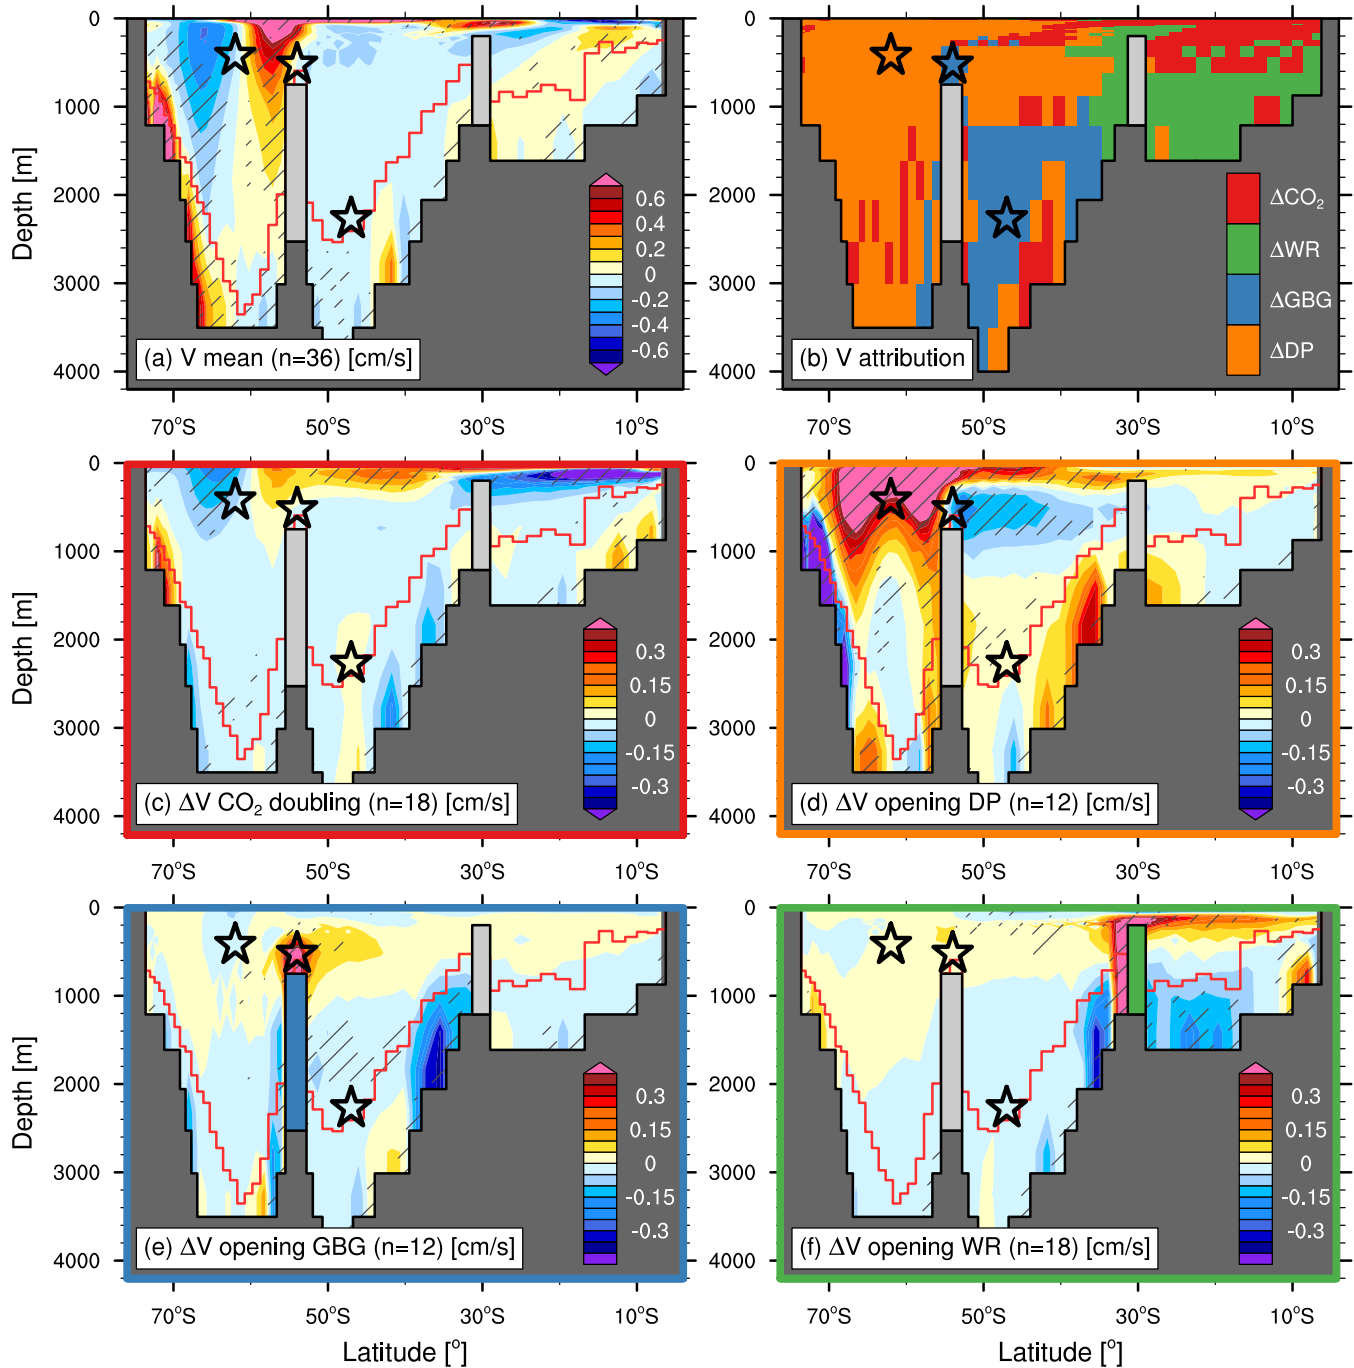 0
1000
2000
3000
4000
Depth [m]
0.6
0.4
0.2
0
-0.2
-0.4
-0.6
(a) V mean (n=36) [cm/s]
70°S
50°S
30°S
10°S
0
1000
2000
3000
4000
ΔCO₂
ΔWR
ΔGBG
ΔDP
(b) V attribution
70°S
50°S
30°S
10°S
0
1000
2000
3000
4000
Depth [m]
0.3
0.15
0
-0.15
-0.3
(c) ΔV CO₂ doubling (n=18) [cm/s]
70°S
50°S
30°S
10°S
0
1000
2000
3000
4000
0.3
0.15
0
-0.15
-0.3
(d) ΔV opening DP (n=12) [cm/s]
70°S
50°S
30°S
10°S
0
1000
2000
3000
4000
Depth [m]
0.3
0.15
0
-0.15
-0.3
(e) ΔV opening GBG (n=12) [cm/s]
70°S
50°S
30°S
10°S
Latitude [°]
0
1000
2000
3000
4000
0.3
0.15
0
-0.15
-0.3
(f) ΔV opening WR (n=18) [cm/s]
70°S
50°S
30°S
10°S
Latitude [°]